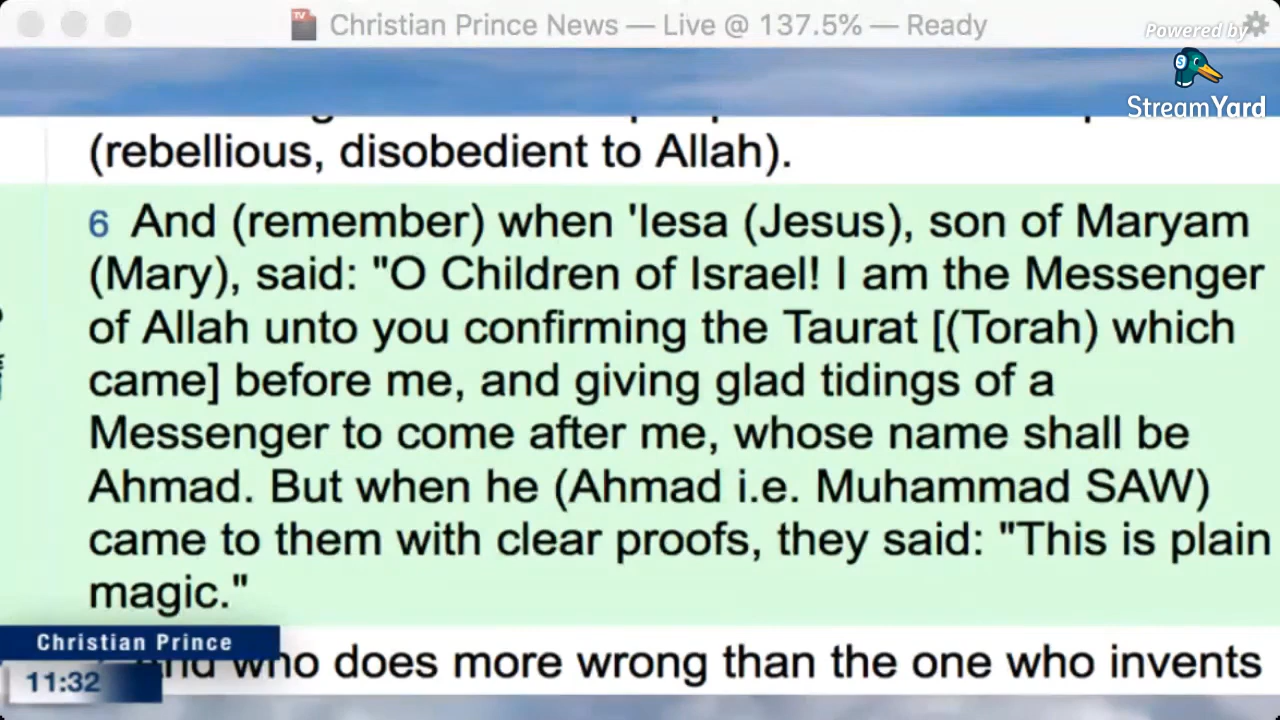 Christian Prince News — Live @ 137.5% — Ready
Powered by
StreamYard
(rebellious, disobedient to Allah).
6 And (remember) when 'Iesa (Jesus), son of Maryam
(Mary), said: "O Children of Israel! I am the Messenger
of Allah unto you confirming the Taurat [(Torah) which
came] before me, and giving glad tidings of a
Messenger to come after me, whose name shall be
Ahmad. But when he (Ahmad i.e. Muhammad SAW)
came to them with clear proofs, they said: "This is plain
magic."
Christian Prince
who does more wrong than the one who invents
11:32